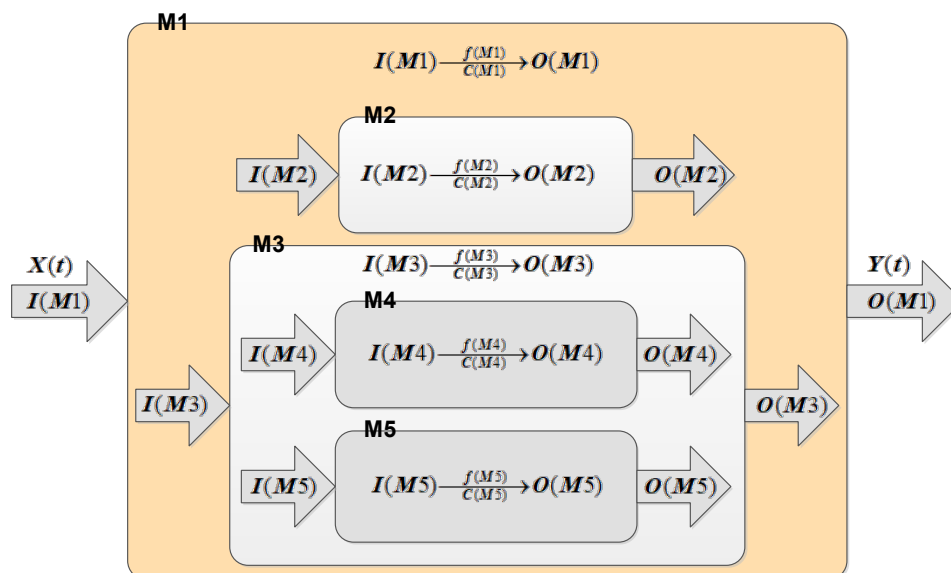 M1
I(M1) f(M1) C(M1) → O(M1)
M2
I(M2)
I(M2) f(M2) C(M2) → O(M2)
O(M2)
M3
I(M3) f(M3) C(M3) → O(M3)
X(t)
I(M1)
Y(t)
O(M1)
M4
I(M4)
I(M4) f(M4) C(M4) → O(M4)
O(M4)
I(M3)
O(M3)
M5
I(M5)
I(M5) f(M5) C(M5) → O(M5)
O(M5)